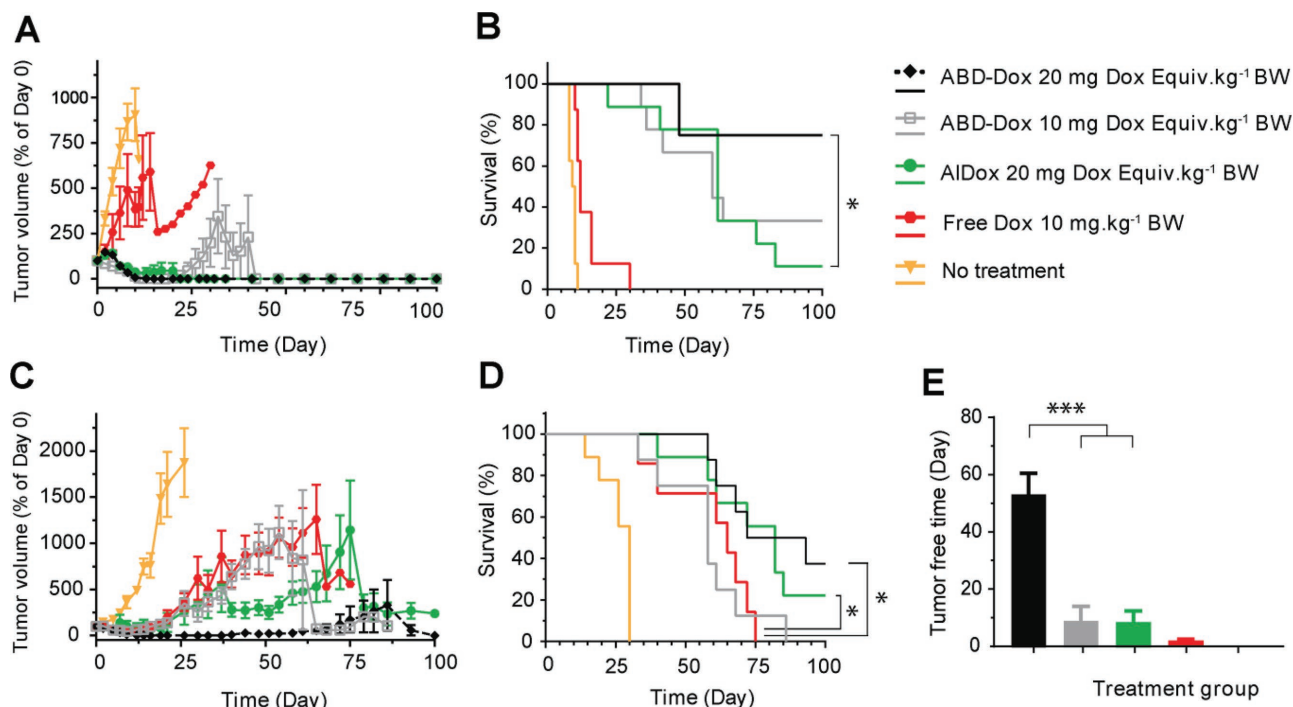 A
Tumor volume (% of Day 0)
1000
750
500
250
0
0 25 50 75 100
Time (Day)
B
Survival (%)
100
80
60
40
20
0
0 25 50 75 100
Time (Day)
*
ABD-Dox 20 mg Dox Equiv.kg⁻¹ BW
ABD-Dox 10 mg Dox Equiv.kg⁻¹ BW
AlDox 20 mg Dox Equiv.kg⁻¹ BW
Free Dox 10 mg.kg⁻¹ BW
No treatment
C
Tumor volume (% of Day 0)
2000
1500
1000
500
0
0 25 50 75 100
Time (Day)
D
Survival (%)
100
80
60
40
20
0
0 25 50 75 100
Time (Day)
*
*
E
Tumor free time (Day)
80
60
40
20
0
***
Treatment group